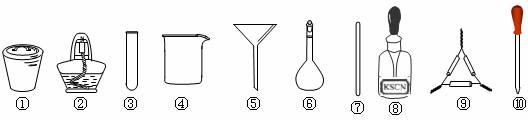 KSCN
① ② ③ ④ ⑤ ⑥ ⑦ ⑧ ⑨ ⑩